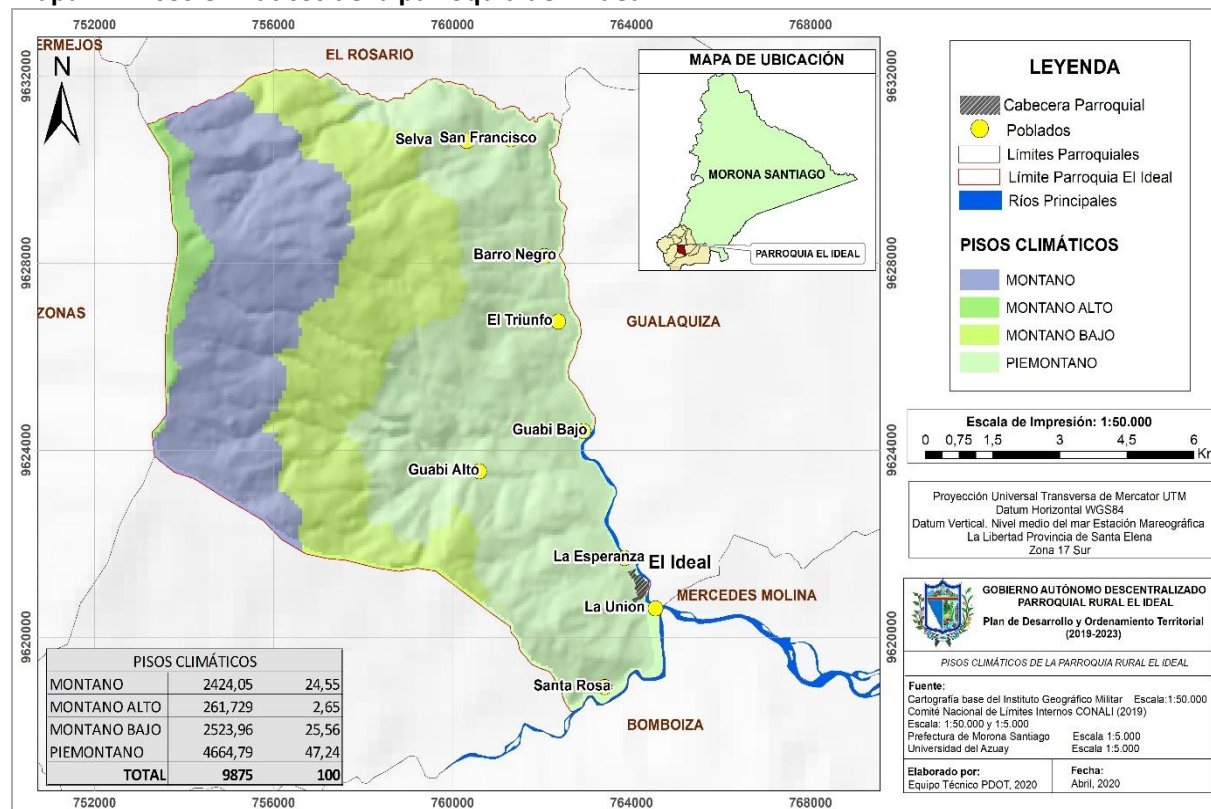 752000 756000 760000 764000 768000
ERMEJOS
EL ROSARIO
N
9632000
9628000
9624000
9620000
Selva San Francisco
Barro Negro
El Triunfo
GUALAQUIZA
ZONAS
Guabi Bajo
Guabi Alto
La Esperanza
El Ideal
La Union
MERCEDES MOLINA
Santa Rosa
BOMBOIZA
MAPA DE UBICACIÓN
MORONA SANTIAGO
PARROQUIA EL IDEAL
PISOS CLIMÁTICOS
MONTANO 2424,05 24,55
MONTANO ALTO 261,729 2,65
MONTANO BAJO 2523,96 25,56
PIEMONTANO 4664,79 47,24
TOTAL 9875 100
752000 756000 760000 764000 768000
9632000
9628000
9624000
9620000
LEYENDA
Cabecera Parroquial
Poblados
Límites Parroquiales
Límite Parroquia El Ideal
Ríos Principales
PISOS CLIMÁTICOS
MONTANO
MONTANO ALTO
MONTANO BAJO
PIEMONTANO
Escala de Impresión: 1:50.000
0 0,75 1,5 3 4,5 6
Proyección Universal Transversa de Mercator UTM
Datum Horizontal WGS84
Datum Vertical. Nivel medio del mar Estación Mareográfica
La Libertad Provincia de Santa Elena
Zona 17 Sur
GOBIERNO AUTÓNOMO DESCENTRALIZADO
PARROQUIAL RURAL EL IDEAL
Plan de Desarrollo y Ordenamiento Territorial
(2019-2023)
PISOS CLIMÁTICOS DE LA PARROQUIA RURAL EL IDEAL
Fuente:
Cartografía base del Instituto Geográfico Militar Escala:1:50.000
Comité Nacional de Límites Internos CONALI (2019)
Escala: 1:50.000 y 1:5.000
Prefectura de Morona Santiago Escala 1:5.000
Universidad del Azuay Escala 1:5.000
Elaborado por:
Equipo Técnico PDOT, 2020
Fecha:
Abril, 2020